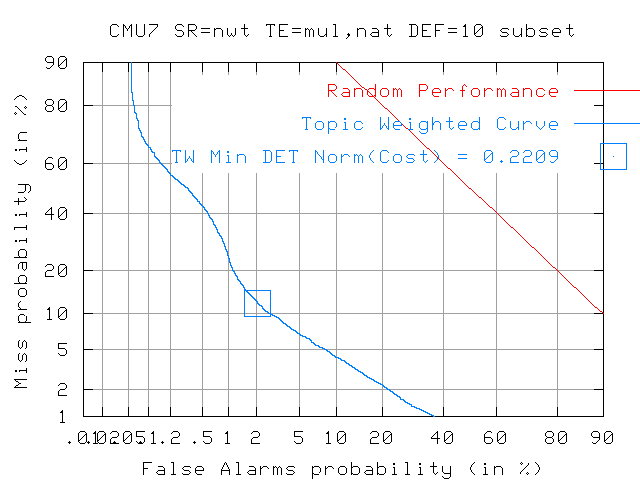 CMU7 SR=nwt TE=mul,nat DEF=10 subset
Random Performance
Topic Weighted Curve
TW Min DET Norm(Cost) = 0.2209
Miss probability (in %)
90
80
60
40
20
10
5
2
1
.01 .02 .05 .1 .2 .5 1 2 5 10 20 40 60 80 90
False Alarms probability (in %)